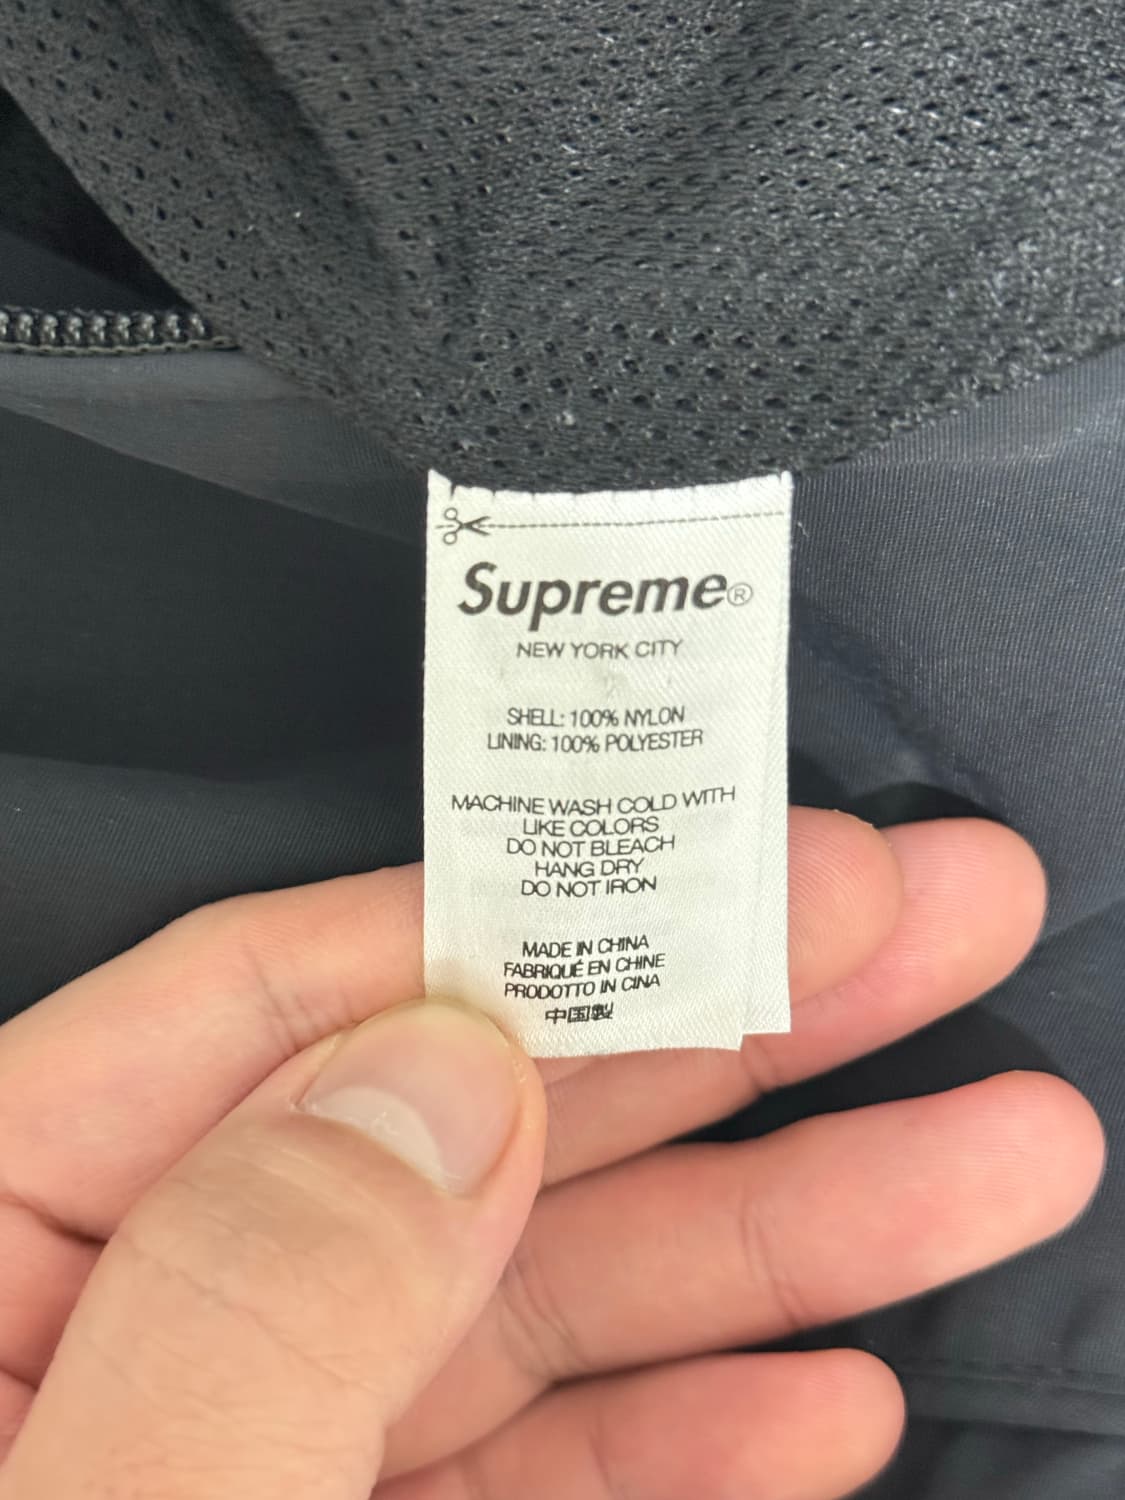 Supreme®
NEW YORK CITY
SHELL: 100% NYLON
LINING: 100% POLYESTER
MACHINE WASH COLD WITH
LIKE COLORS
DO NOT BLEACH
HANG DRY
DO NOT IRON
MADE IN CHINA
FABRIQUÉ EN CHINE
PRODOTTO IN CINA
中国製